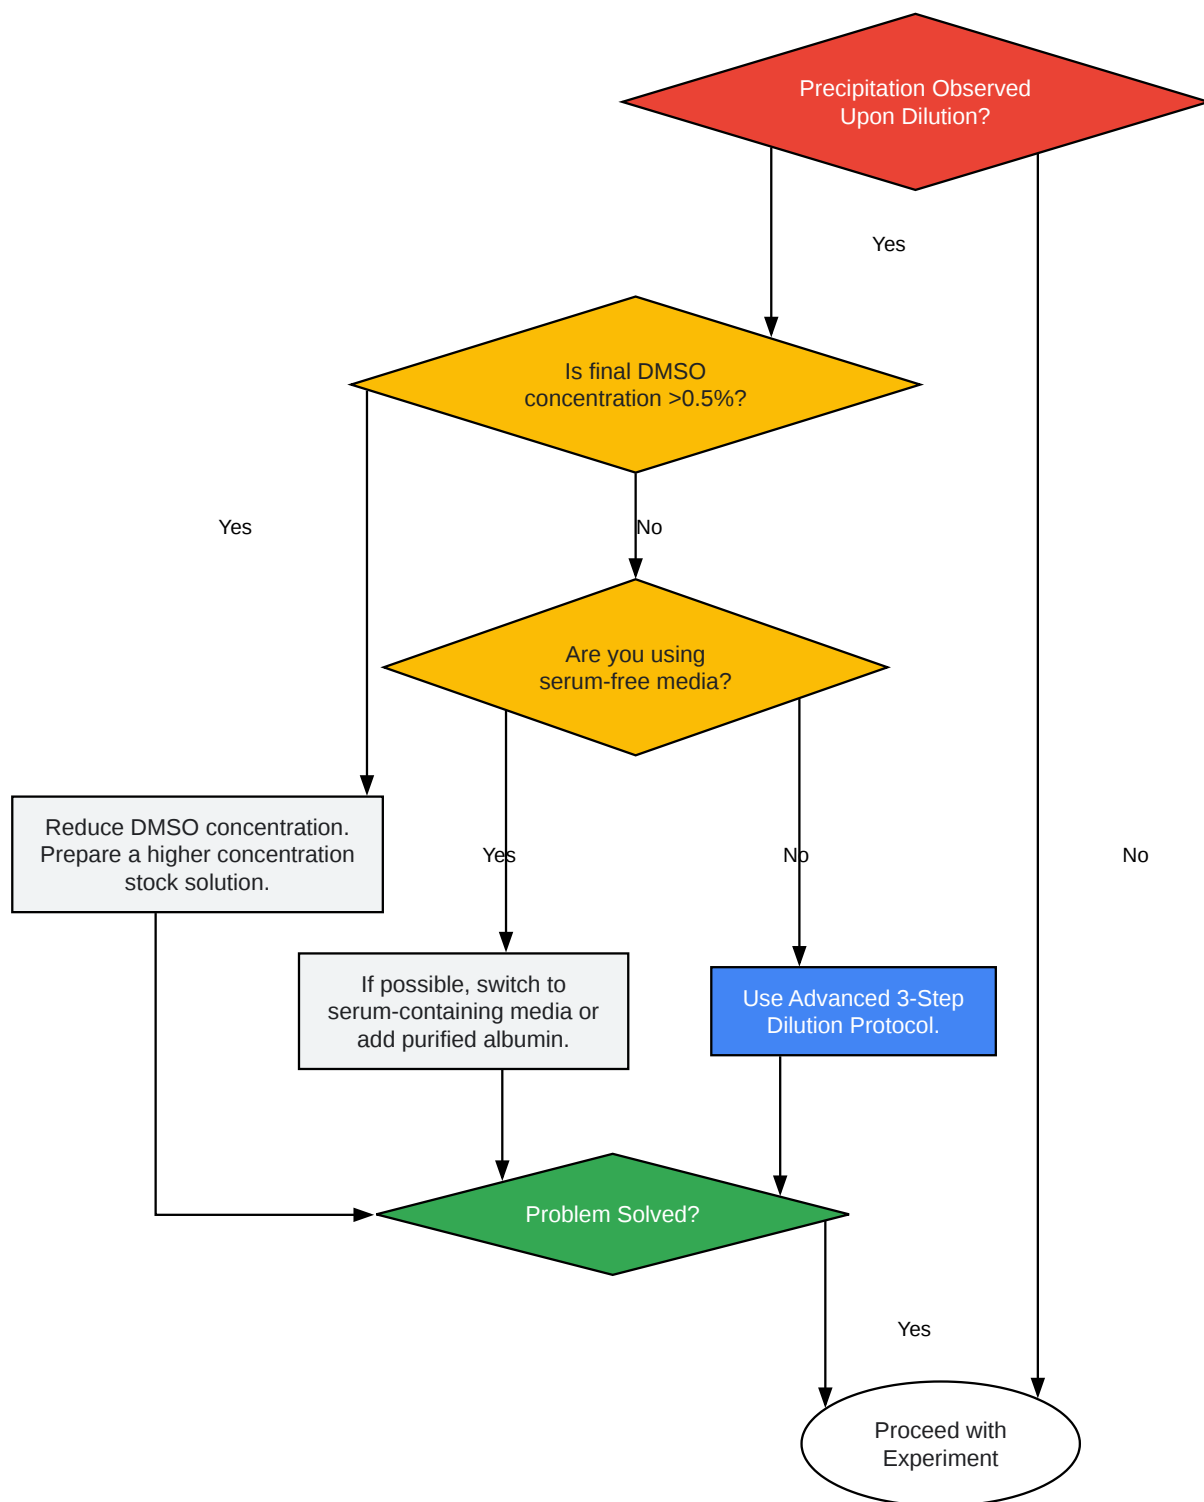 Precipitation Observed
Upon Dilution?
Yes
Is final DMSO
concentration >0.5%?
Yes
No
Are you using
serum-free media?
Reduce DMSO concentration.
Prepare a higher concentration
stock solution.
Yes
No
No
If possible, switch to
serum-containing media or
add purified albumin.
Use Advanced 3-Step
Dilution Protocol.
Problem Solved?
Yes
Proceed with
Experiment